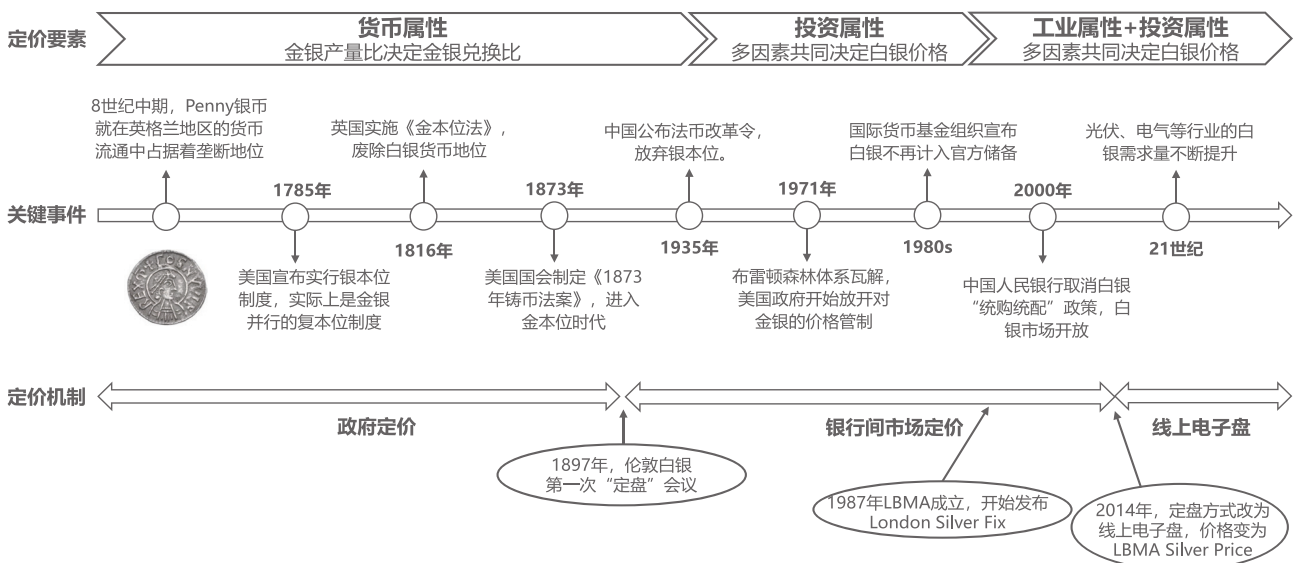 定价要素
货币属性
金银产量比决定金银兑换比
投资属性
多因素共同决定白银价格
工业属性+投资属性
多因素共同决定白银价格
8世纪中期，Penny银币
就在英格兰地区的货币
流通中占据着垄断地位
英国实施《金本位法》，
废除白银货币地位
中国公布法币改革令，
放弃银本位。
国际货币基金组织宣布
白银不再计入官方储备
光伏、电气等行业的白
银需求量不断提升
关键事件
1785年
1816年
1873年
1935年
1971年
1980s
2000年
21世纪
美国宣布实行银本位
制度，实际上是金银
并行的复本位制度
美国国会制定《1873
年铸币法案》，进入
金本位时代
布雷顿森林体系瓦解，
美国政府开始放开对
金银的价格管制
中国人民银行取消白银
“统购统配”政策，白
银市场开放
定价机制
政府定价
银行间市场定价
线上电子盘
1897年，伦敦白银
第一次“定盘”会议
1987年LBMA成立，开始发布
London Silver Fix
2014年，定盘方式改为
线上电子盘，价格变为
LBMA Silver Price